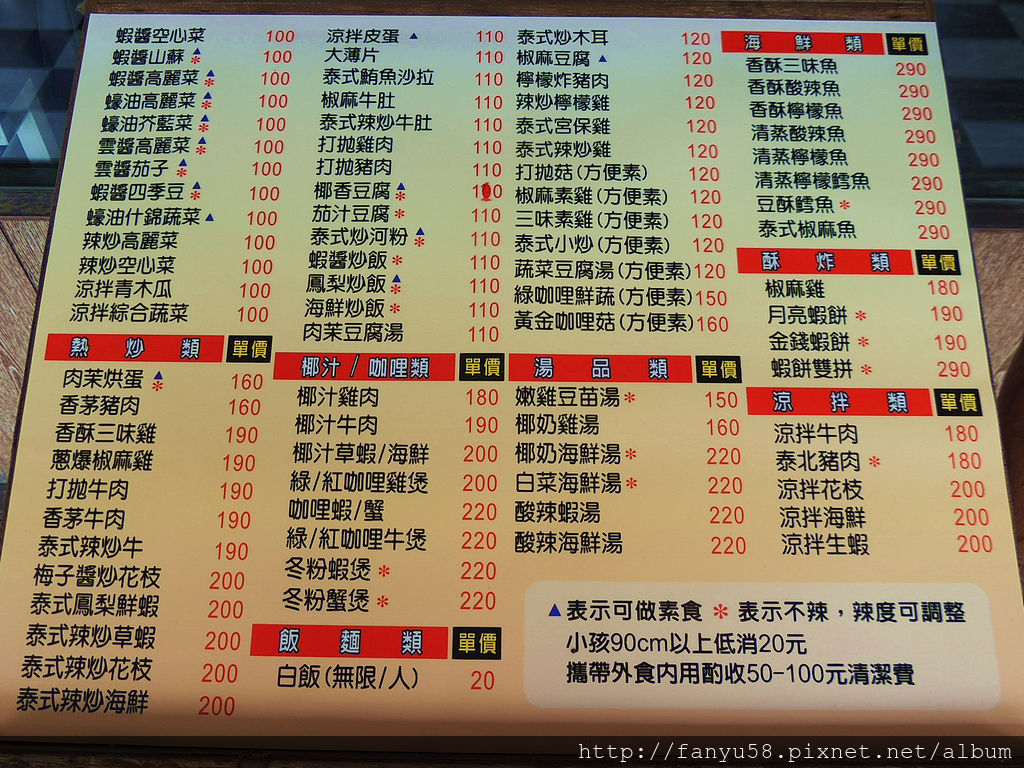 蝦醬空心菜 100
蝦醬山蘇▲* 100
蝦醬高麗菜▲* 100
蠔油高麗菜▲* 100
蠔油芥藍菜▲* 100
雲醬高麗菜▲* 100
雲醬茄子▲* 100
蝦醬四季豆▲* 100
蠔油什錦蔬菜▲ 100
辣炒高麗菜 100
辣炒空心菜 100
涼拌青木瓜 100
涼拌綜合蔬菜 100
熱炒類 單價
肉茉烘蛋▲* 160
香茅豬肉 160
香酥三味雞 190
蔥爆椒麻雞 190
打拋牛肉 190
香茅牛肉 190
泰式辣炒牛 190
梅子醬炒花枝 200
泰式鳳梨鮮蝦 200
泰式辣炒草蝦 200
泰式辣炒花枝 200
泰式辣炒海鮮 200
涼拌皮蛋▲ 110
大薄片 110
泰式鮪魚沙拉 110
椒麻牛肚 110
泰式辣炒牛肚 110
打拋雞肉 110
打拋豬肉 110
椰香豆腐▲*
茄汁豆腐* 110
泰式炒河粉▲* 110
蝦醬炒飯* 110
鳳梨炒飯▲* 110
海鮮炒飯* 110
肉茉豆腐湯 110
椰汁/咖哩類 單價
椰汁雞肉 180
椰汁牛肉 190
椰汁草蝦/海鮮 200
綠/紅咖哩雞煲 200
咖哩蝦/蟹 220
綠/紅咖哩牛煲 220
冬粉蝦煲* 220
冬粉蟹煲* 220
飯麵類 單價
白飯(無限/人) 20
泰式炒木耳 120
椒麻豆腐▲ 120
檸檬炸豬肉 120
辣炒檸檬雞 120
泰式宮保雞 120
泰式辣炒雞 120
打拋菇(方便素) 120
椒麻素雞(方便素) 120
三味素雞(方便素) 120
泰式小炒(方便素) 120
蔬菜豆腐湯(方便素) 120
綠咖哩鮮蔬(方便素) 150
黃金咖哩菇(方便素) 160
湯品類 單價
嫩雞豆苗湯* 150
椰奶雞湯 160
椰奶海鮮湯* 220
白菜海鮮湯* 220
酸辣蝦湯 220
酸辣海鮮湯 220
海鮮類 單價
香酥三味魚 290
香酥酸辣魚 290
香酥檸檬魚 290
清蒸酸辣魚 290
清蒸檸檬魚 290
清蒸檸檬鱈魚 290
豆酥鱈魚* 290
泰式椒麻魚 290
酥炸類 單價
椒麻雞 180
月亮蝦餅* 190
金錢蝦餅* 190
蝦餅雙拼* 290
涼拌類 單價
涼拌牛肉 180
泰北豬肉* 180
涼拌花枝 200
涼拌海鮮 200
涼拌生蝦 200
▲表示可做素食 * 表示不辣，辣度可調整
小孩90cm以上低消20元
攜帶外食內用酌收50-100元清潔費
http://fanyu58.pixnet.net/album